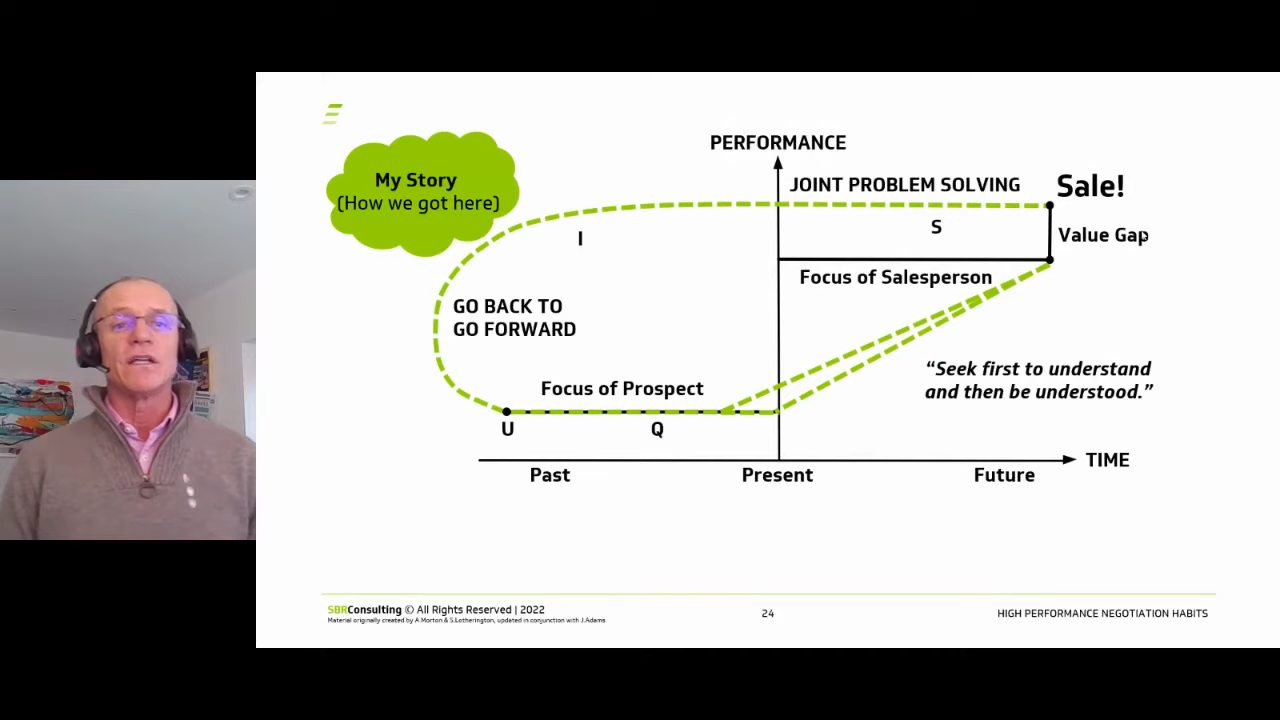 My Story
(How we got here)
PERFORMANCE
JOINT PROBLEM SOLVING
Sale!
S
Value Gap
I
Focus of Salesperson
GO BACK TO
GO FORWARD
Focus of Prospect
"Seek first to understand
and then be understood."
U
Q
TIME
Past
Present
Future
SBRConsulting © All Rights Reserved | 2022
Material originally created by A.Morton & S.Lotherington, updated in conjunction with J.Adams
24
HIGH PERFORMANCE NEGOTIATION HABITS